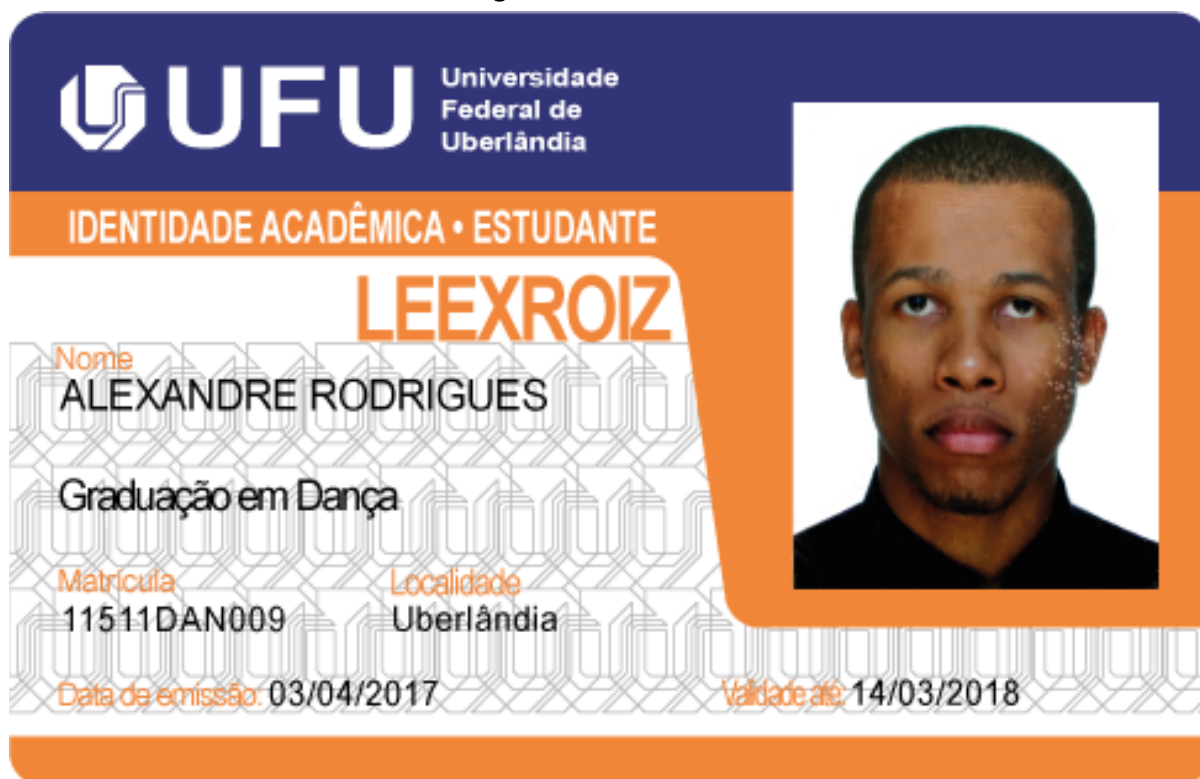 UFU
Universidade
Federal de
Uberlândia
IDENTIDADE ACADÊMICA • ESTUDANTE
LEEXROIZ
Nome
ALEXANDRE RODRIGUES
Graduação em Dança
Matrícula Localidade
11511DAN009 Uberlândia
Data de emissão: 03/04/2017 Validade até: 14/03/2018